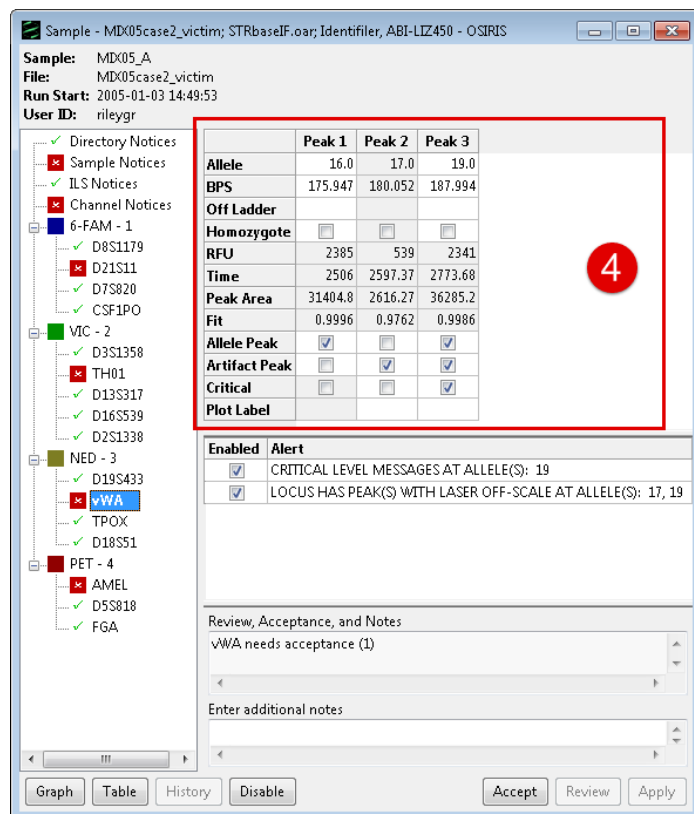 Sample - MIX05case2_victim; STRbaseIF.oar; Identifiler, ABI-LIZ450 - OSIRIS
Sample: MIX05_A
File: MIX05case2_victim
Run Start: 2005-01-03 14:49:53
User ID: rileygr
Directory Notices
Sample Notices
ILS Notices
Channel Notices
6-FAM - 1
D8S1179
D21S11
D7S820
CSF1PO
VIC - 2
D3S1358
TH01
D13S317
D16S539
D2S1338
NED - 3
D19S433
vWA
TPOX
D18S51
PET - 4
AMEL
D5S818
FGA
Peak 1 Peak 2 Peak 3
Allele 16.0 17.0 19.0
BPS 175.947 180.052 187.994
Off Ladder
Homozygote
RFU 2385 539 2341
Time 2506 2597.37 2773.68
Peak Area 31404.8 2616.27 36285.2
Fit 0.9996 0.9762 0.9986
Allele Peak
Artifact Peak
Critical
Plot Label
4
Enabled Alert
CRITICAL LEVEL MESSAGES AT ALLELE(S): 19
LOCUS HAS PEAK(S) WITH LASER OFF-SCALE AT ALLELE(S): 17, 19
Review, Acceptance, and Notes
vWA needs acceptance (1)
Enter additional notes
Graph Table History Disable Accept Review Apply